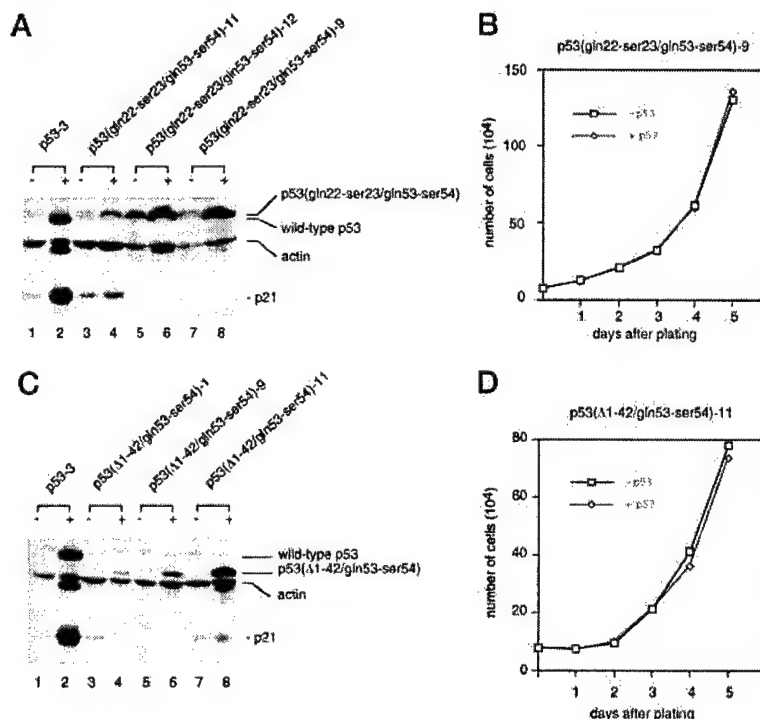 A
p53-3
p53(gln22-ser23/gln53-ser54)-11
p53(gln22-ser23/gln53-ser54)-12
p53(gln22-ser23/gln53-ser54)-9
- + - + - + - +
p53(gln22-ser23/gln53-ser54)
wild-type p53
actin
- p21
1 2 3 4 5 6 7 8
B
p53(gln22-ser23/gln53-ser54)-9
number of cells (10⁴)
150
100
50
0
- p53
+ p53
1 2 3 4 5
days after plating
C
p53-3
p53(Δ1-42/gln53-ser54)-1
p53(Δ1-42/gln53-ser54)-9
p53(Δ1-42/gln53-ser54)-11
- + - + - + - +
wild-type p53
p53(Δ1-42/gln53-ser54)
actin
- p21
1 2 3 4 5 6 7 8
D
p53(Δ1-42/gln53-ser54)-11
number of cells (10⁴)
80
60
40
20
0
- p53
+ p53
1 2 3 4 5
days after plating